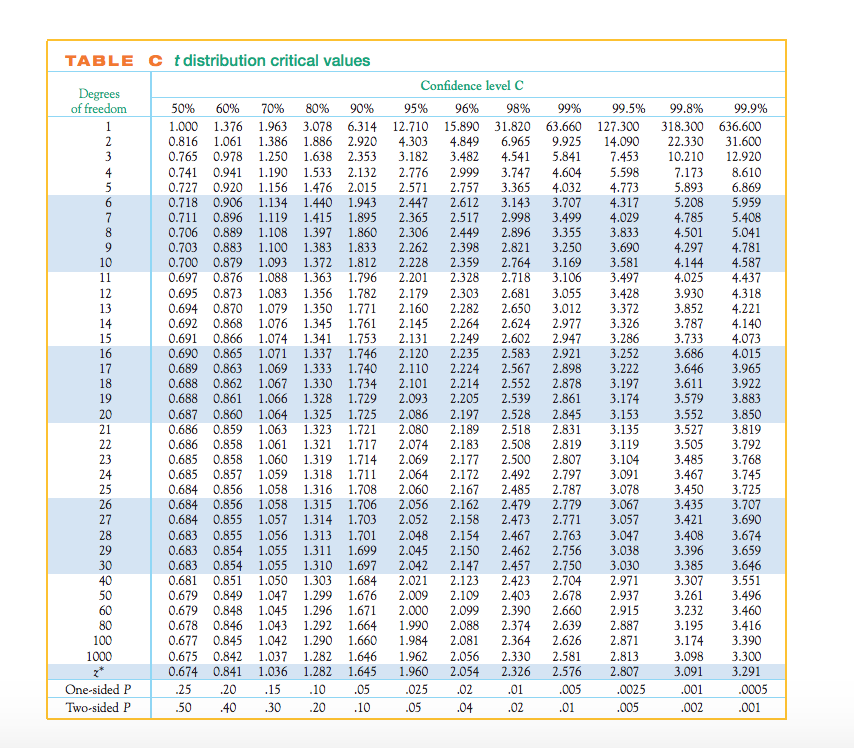 TABLE C t distribution critical values
Confidence level C
Degrees
of freedom 50% 60% 70% 80% 90% 95% 96% 98% 99% 99.5% 99.8% 99.9%
1 1.000 1.376 1.963 3.078 6.314 12.710 15.890 31.820 63.660 127.300 318.300 636.600
2 0.816 1.061 1.386 1.886 2.920 4.303 4.849 6.965 9.925 14.090 22.330 31.600
3 0.765 0.978 1.250 1.638 2.353 3.182 3.482 4.541 5.841 7.453 10.210 12.920
4 0.741 0.941 1.190 1.533 2.132 2.776 2.999 3.747 4.604 5.598 7.173 8.610
5 0.727 0.920 1.156 1.476 2.015 2.571 2.757 3.365 4.032 4.773 5.893 6.869
6 0.718 0.906 1.134 1.440 1.943 2.447 2.612 3.143 3.707 4.317 5.208 5.959
7 0.711 0.896 1.119 1.415 1.895 2.365 2.517 2.998 3.499 4.029 4.785 5.408
8 0.706 0.889 1.108 1.397 1.860 2.306 2.449 2.896 3.355 3.833 4.501 5.041
9 0.703 0.883 1.100 1.383 1.833 2.262 2.398 2.821 3.250 3.690 4.297 4.781
10 0.700 0.879 1.093 1.372 1.812 2.228 2.359 2.764 3.169 3.581 4.144 4.587
11 0.697 0.876 1.088 1.363 1.796 2.201 2.328 2.718 3.106 3.497 4.025 4.437
12 0.695 0.873 1.083 1.356 1.782 2.179 2.303 2.681 3.055 3.428 3.930 4.318
13 0.694 0.870 1.079 1.350 1.771 2.160 2.282 2.650 3.012 3.372 3.852 4.221
14 0.692 0.868 1.076 1.345 1.761 2.145 2.264 2.624 2.977 3.326 3.787 4.140
15 0.691 0.866 1.074 1.341 1.753 2.131 2.249 2.602 2.947 3.286 3.733 4.073
16 0.690 0.865 1.071 1.337 1.746 2.120 2.235 2.583 2.921 3.252 3.686 4.015
17 0.689 0.863 1.069 1.333 1.740 2.110 2.224 2.567 2.898 3.222 3.646 3.965
18 0.688 0.862 1.067 1.330 1.734 2.101 2.214 2.552 2.878 3.197 3.611 3.922
19 0.688 0.861 1.066 1.328 1.729 2.093 2.205 2.539 2.861 3.174 3.579 3.883
20 0.687 0.860 1.064 1.325 1.725 2.086 2.197 2.528 2.845 3.153 3.552 3.850
21 0.686 0.859 1.063 1.323 1.721 2.080 2.189 2.518 2.831 3.135 3.527 3.819
22 0.686 0.858 1.061 1.321 1.717 2.074 2.183 2.508 2.819 3.119 3.505 3.792
23 0.685 0.858 1.060 1.319 1.714 2.069 2.177 2.500 2.807 3.104 3.485 3.768
24 0.685 0.857 1.059 1.318 1.711 2.064 2.172 2.492 2.797 3.091 3.467 3.745
25 0.684 0.856 1.058 1.316 1.708 2.060 2.167 2.485 2.787 3.078 3.450 3.725
26 0.684 0.856 1.058 1.315 1.706 2.056 2.162 2.479 2.779 3.067 3.435 3.707
27 0.684 0.855 1.057 1.314 1.703 2.052 2.158 2.473 2.771 3.057 3.421 3.690
28 0.683 0.855 1.056 1.313 1.701 2.048 2.154 2.467 2.763 3.047 3.408 3.674
29 0.683 0.854 1.055 1.311 1.699 2.045 2.150 2.462 2.756 3.038 3.396 3.659
30 0.683 0.854 1.055 1.310 1.697 2.042 2.147 2.457 2.750 3.030 3.385 3.646
40 0.681 0.851 1.050 1.303 1.684 2.021 2.123 2.423 2.704 2.971 3.307 3.551
50 0.679 0.849 1.047 1.299 1.676 2.009 2.109 2.403 2.678 2.937 3.261 3.496
60 0.679 0.848 1.045 1.296 1.671 2.000 2.099 2.390 2.660 2.915 3.232 3.460
80 0.678 0.846 1.043 1.292 1.664 1.990 2.088 2.374 2.639 2.887 3.195 3.416
100 0.677 0.845 1.042 1.290 1.660 1.984 2.081 2.364 2.626 2.871 3.174 3.390
1000 0.675 0.842 1.037 1.282 1.646 1.962 2.056 2.330 2.581 2.813 3.098 3.300
z* 0.674 0.841 1.036 1.282 1.645 1.960 2.054 2.326 2.576 2.807 3.091 3.291
One-sided P .25 .20 .15 .10 .05 .025 .02 .01 .005 .0025 .001 .0005
Two-sided P .50 .40 .30 .20 .10 .05 .04 .02 .01 .005 .002 .001